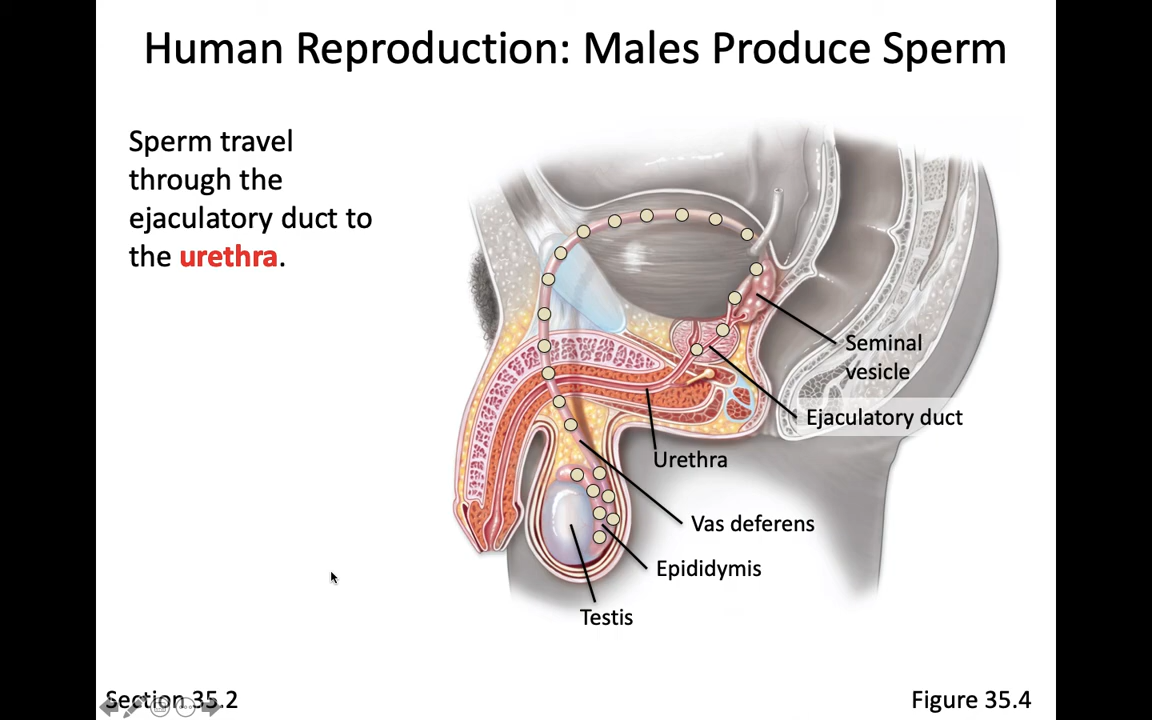 Human Reproduction: Males Produce Sperm
Sperm travel
through the
ejaculatory duct to
the urethra.
Seminal
vesicle
Ejaculatory duct
Urethra
Vas deferens
Epididymis
Testis
Section 35.2
Figure 35.4